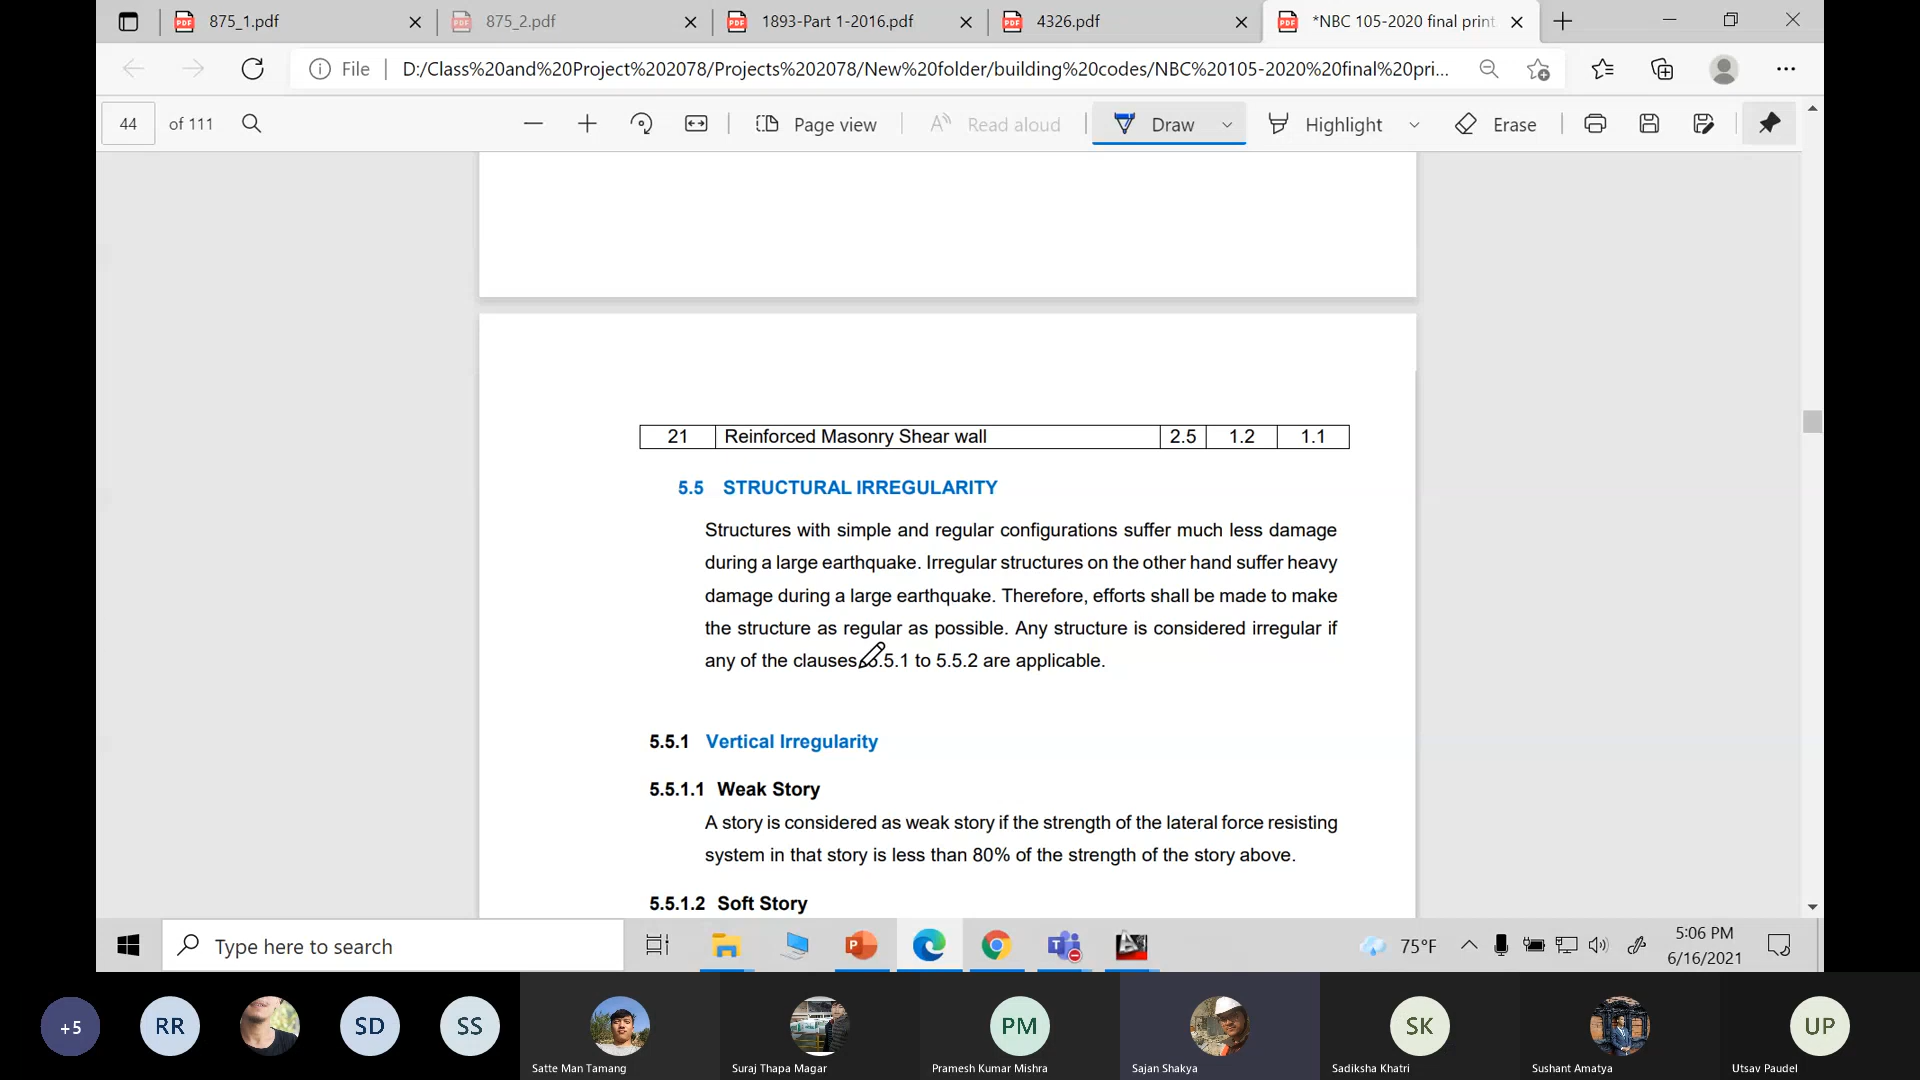 875_1.pdf
875_2.pdf
1893-Part 1-2016.pdf
4326.pdf
*NBC 105-2020 final print
File
D:/Class%20and%20Project%202078/Projects%202078/New%20folder/building%20codes/NBC%20105-2020%20final%20pri...
44 of 111
Page view
Read aloud
Draw
Highlight
Erase
21 Reinforced Masonry Shear wall 2.5 1.2 1.1
5.5 STRUCTURAL IRREGULARITY
Structures with simple and regular configurations suffer much less damage
during a large earthquake. Irregular structures on the other hand suffer heavy
damage during a large earthquake. Therefore, efforts shall be made to make
the structure as regular as possible. Any structure is considered irregular if
any of the clauses .5.1 to 5.5.2 are applicable.
5.5.1 Vertical Irregularity
5.5.1.1 Weak Story
A story is considered as weak story if the strength of the lateral force resisting
system in that story is less than 80% of the strength of the story above.
5.5.1.2 Soft Story
Type here to search
75°F
5:06 PM
6/16/2021
+5
RR
SD
SS
PM
SK
UP
Satte Man Tamang
Suraj Thapa Magar
Pramesh Kumar Mishra
Sajan Shakya
Sadiksha Khatri
Sushant Amatya
Utsav Paudel